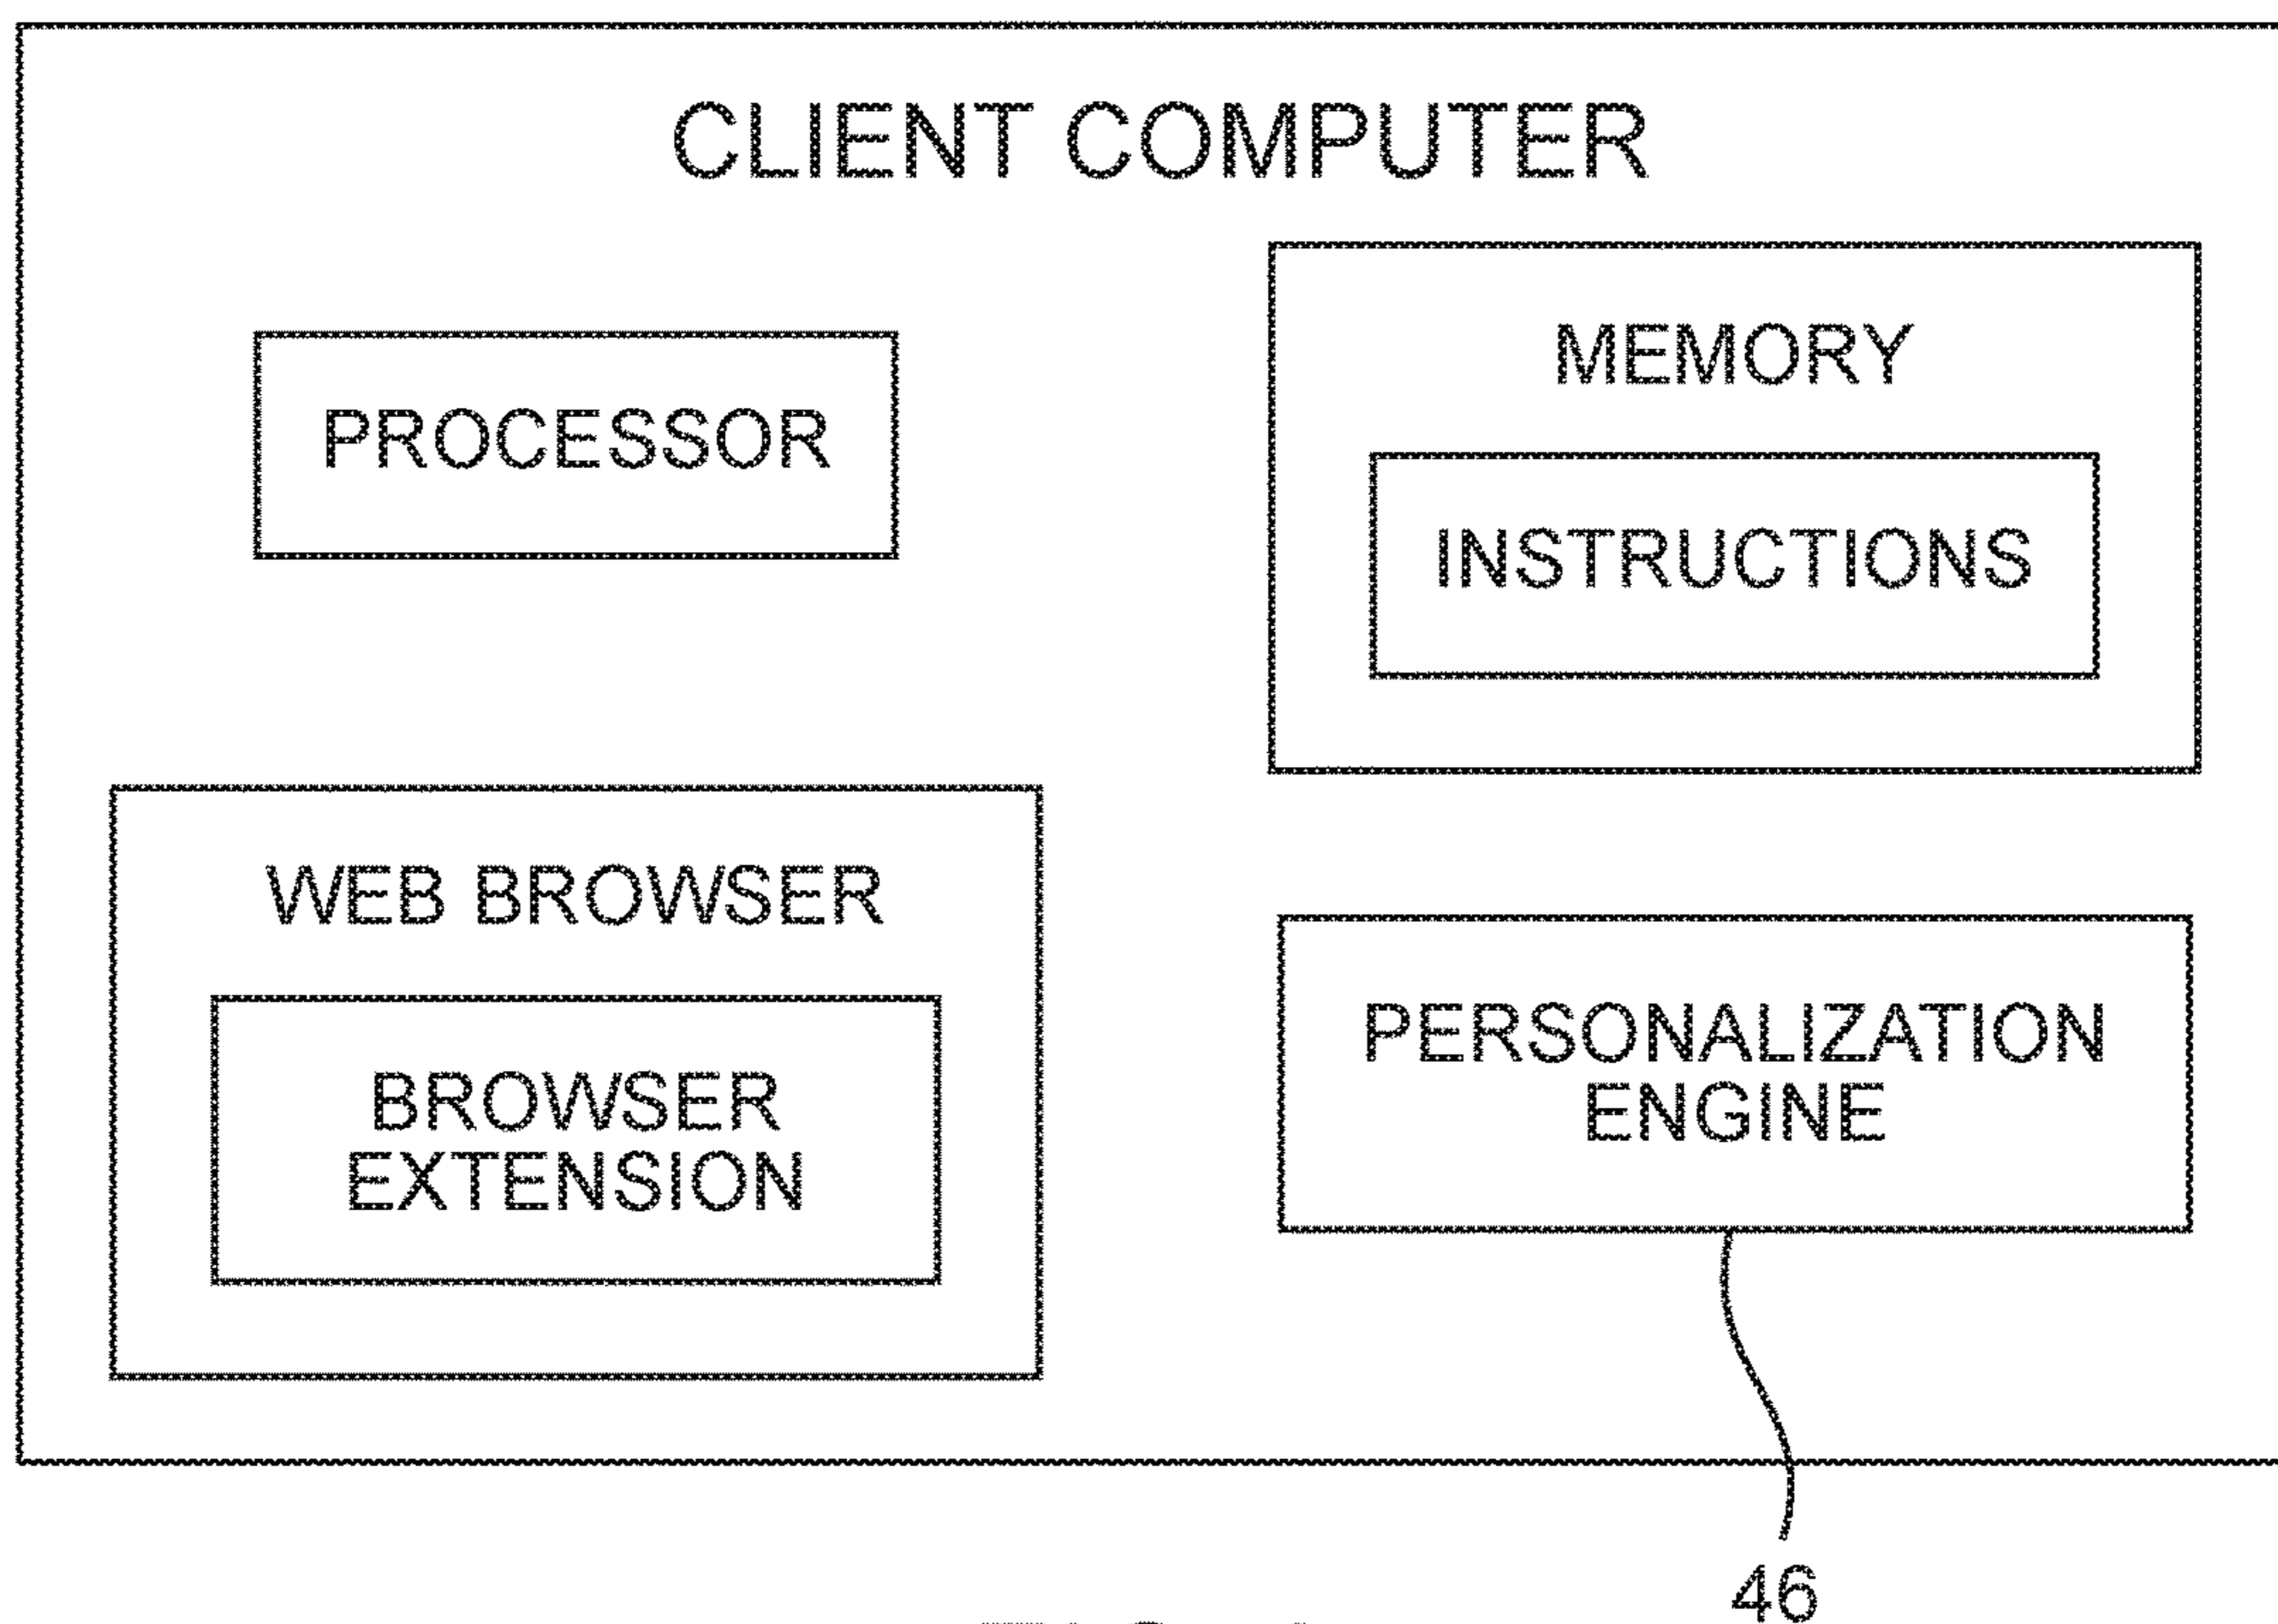 CLIENT COMPUTER
PROCESSOR
MEMORY
INSTRUCTIONS
WEB BROWSER
BROWSER
EXTENSION
PERSONALIZATION
ENGINE
46